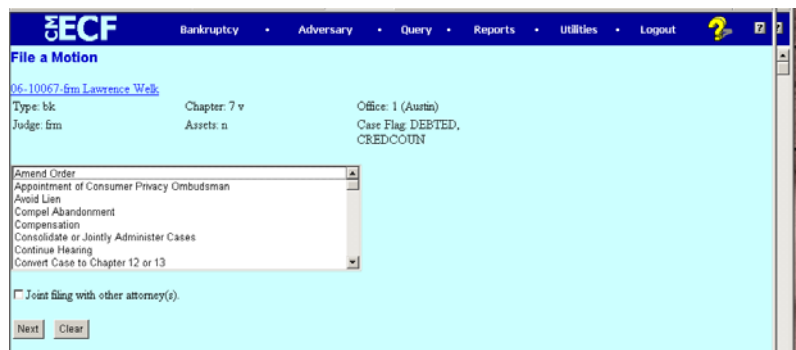 CM ECF Bankruptcy • Adversary • Query • Reports • Utilities • Logout ? ? ?
File a Motion
06-10067-frm Lawrence Welk
Type: bk Chapter: 7 v Office: 1 (Austin)
Judge: frm Assets: n Case Flag: DEBTED,
CREDCOUN
Amend Order
Appointment of Consumer Privacy Ombudsman
Avoid Lien
Compel Abandonment
Compensation
Consolidate or Jointly Administer Cases
Continue Hearing
Convert Case to Chapter 12 or 13
Joint filing with other attorney(s).
Next Clear